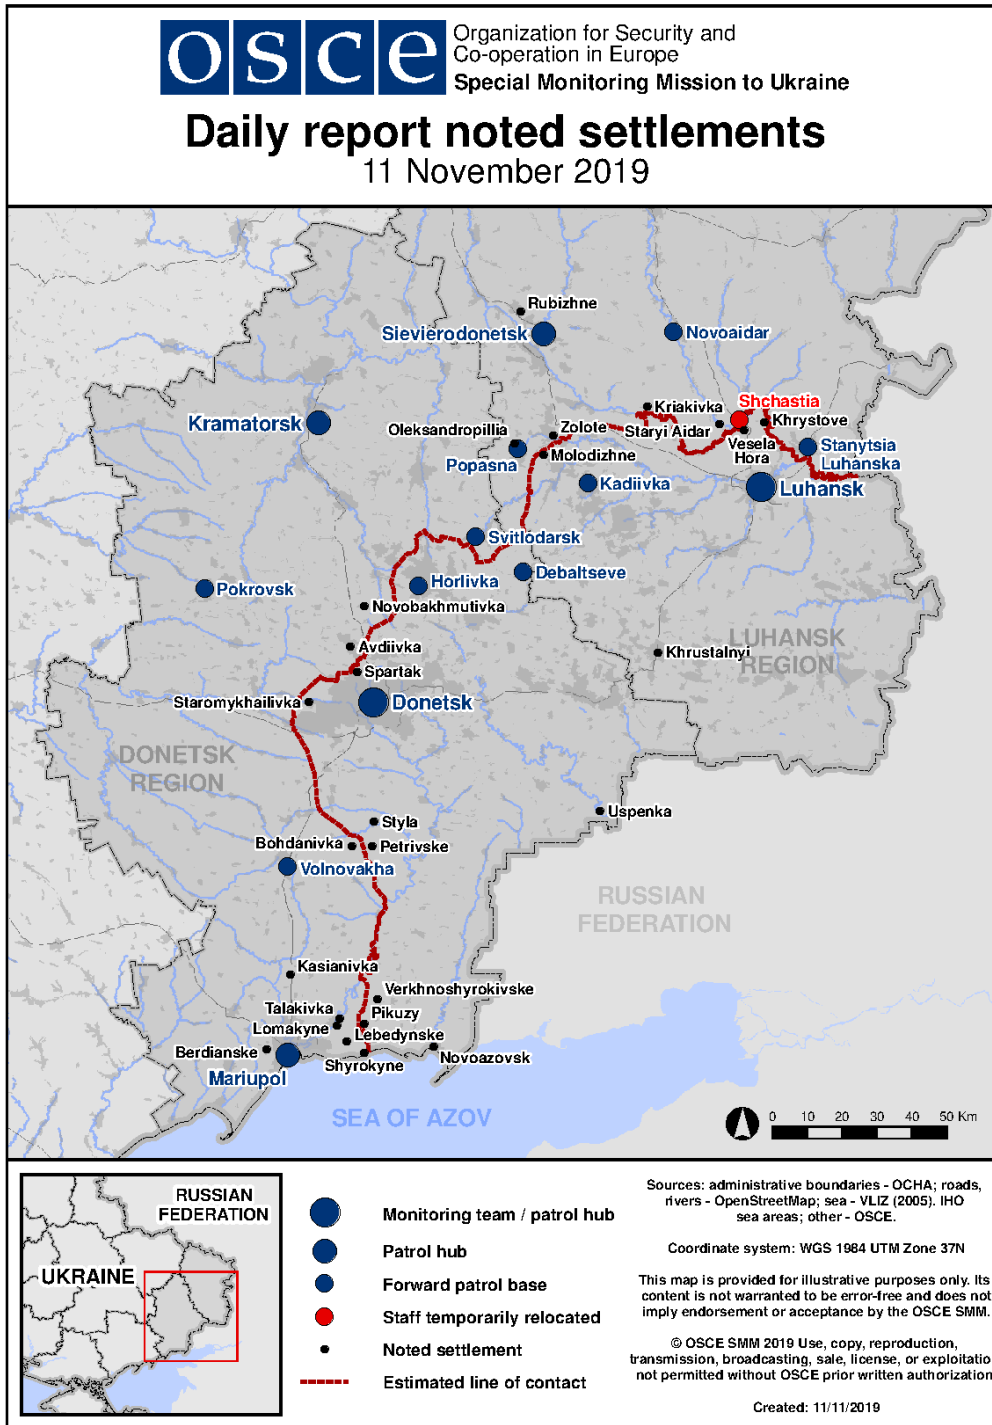 osce
Organization for Security and
Co-operation in Europe
Special Monitoring Mission to Ukraine
Daily report noted settlements
11 November 2019
Rubizhne
Sievierodonetsk
Novoaidar
Shchastia
Kriakivka
Khrystove
Kramatorsk
Zolote
Staryi Aidar
Oleksandropillia
Vesela
Hora
Stanytsia
Luhanska
Molodizhne
Popasna
Kadiivka
Luhansk
Svitlodarsk
Debaltseve
Horlivka
Pokrovsk
Novobakhmutivka
LUHANSK
REGION
Avdiivka
Khrustalnyi
Spartak
Staromykhailivka
Donetsk
DONETSK
REGION
Uspenka
Styla
Bohdanivka
Petrivske
Volnovakha
RUSSIAN
FEDERATION
Kasianivka
Verkhnoshyrokivske
Talakivka
Pikuzy
Lomakyne
Lebedynske
Berdianske
Shyrokyne
Novoazovsk
Mariupol
SEA OF AZOV
0 10 20 30 40 50 Km
RUSSIAN
FEDERATION
UKRAINE
Monitoring team / patrol hub
Patrol hub
Forward patrol base
Staff temporarily relocated
Noted settlement
Estimated line of contact
Sources: administrative boundaries - OCHA; roads,
rivers - OpenStreetMap; sea - VLIZ (2005). IHO
sea areas; other - OSCE.
Coordinate system: WGS 1984 UTM Zone 37N
This map is provided for illustrative purposes only. Its
content is not warranted to be error-free and does not
imply endorsement or acceptance by the OSCE SMM.
© OSCE SMM 2019 Use, copy, reproduction,
transmission, broadcasting, sale, license, or exploitatio
not permitted without OSCE prior written authorization
Created: 11/11/2019